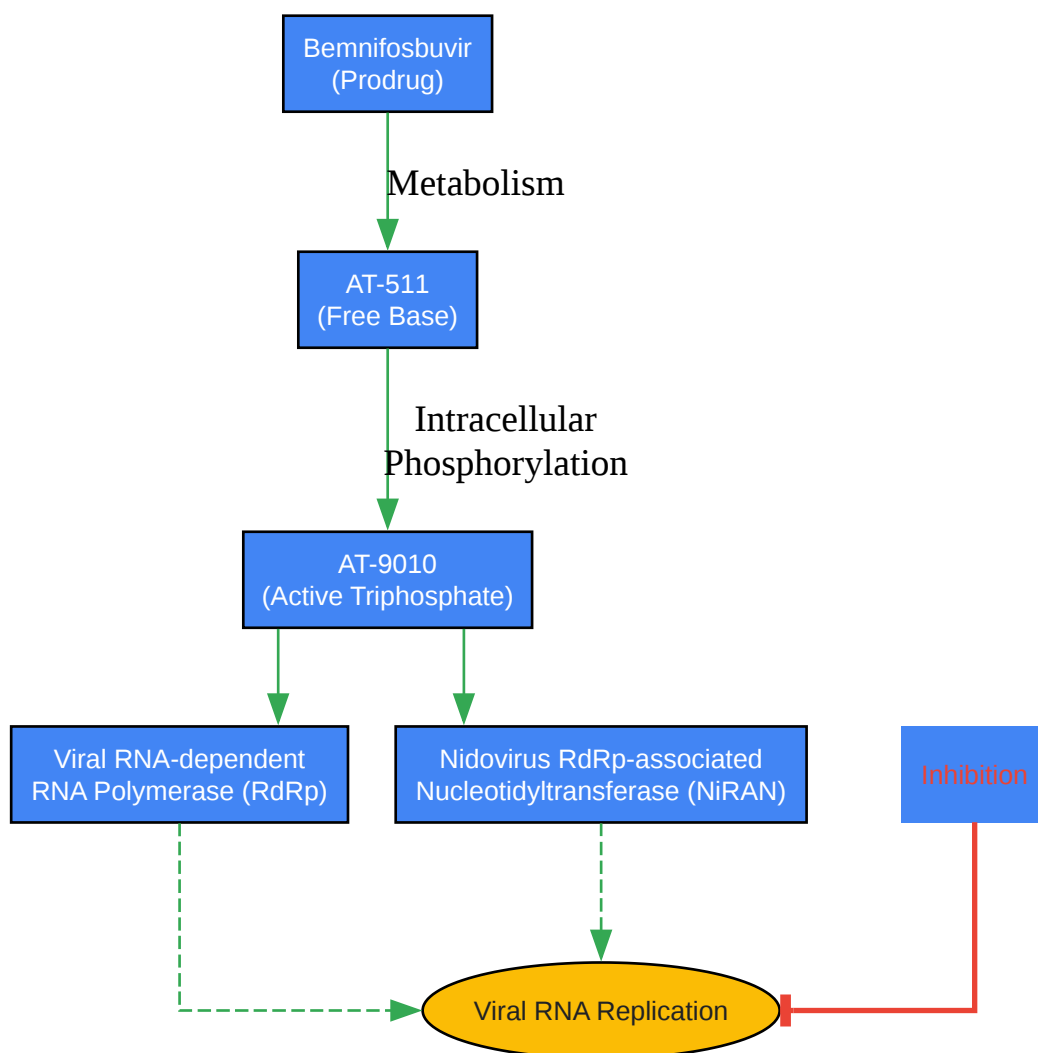 Bemnifosbuvir
(Prodrug)
Metabolism
AT-511
(Free Base)
Intracellular
Phosphorylation
AT-9010
(Active Triphosphate)
Viral RNA-dependent
RNA Polymerase (RdRp)
Nidovirus RdRp-associated
Nucleotidyltransferase (NiRAN)
Inhibition
Viral RNA Replication